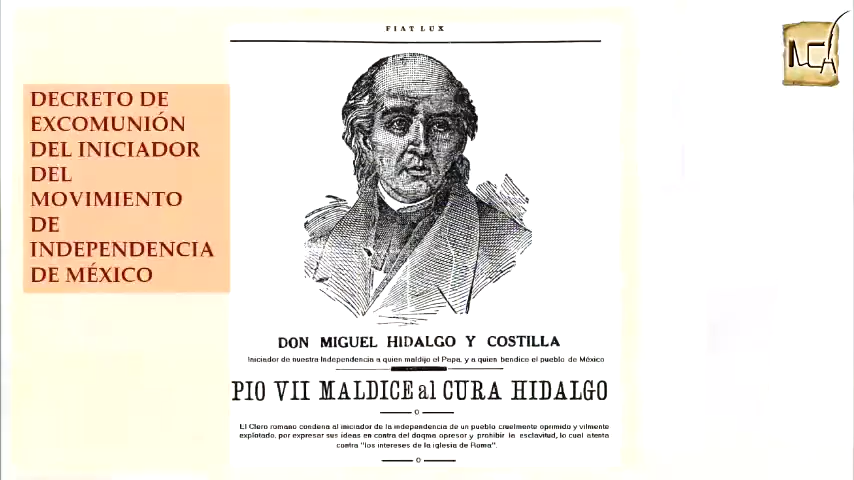 FIAT LUX
DECRETO DE
EXCOMUNIÓN
DEL INICIADOR
DEL
MOVIMIENTO
DE
INDEPENDENCIA
DE MÉXICO
DON MIGUEL HIDALGO Y COSTILLA
Iniciador de nuestra Independencia a quien maldijo el Papa, y a quien bendice el pueblo de México
PIO VII MALDICE al CURA HIDALGO
El Clero romano condena al iniciador de la independencia de un pueblo cruelmente oprimido y vilmente
explotado, por expresar sus ideas en contra del dogma opresor y prohibir la esclavitud, lo cual atenta
contra "los intereses de la iglesia de Roma".